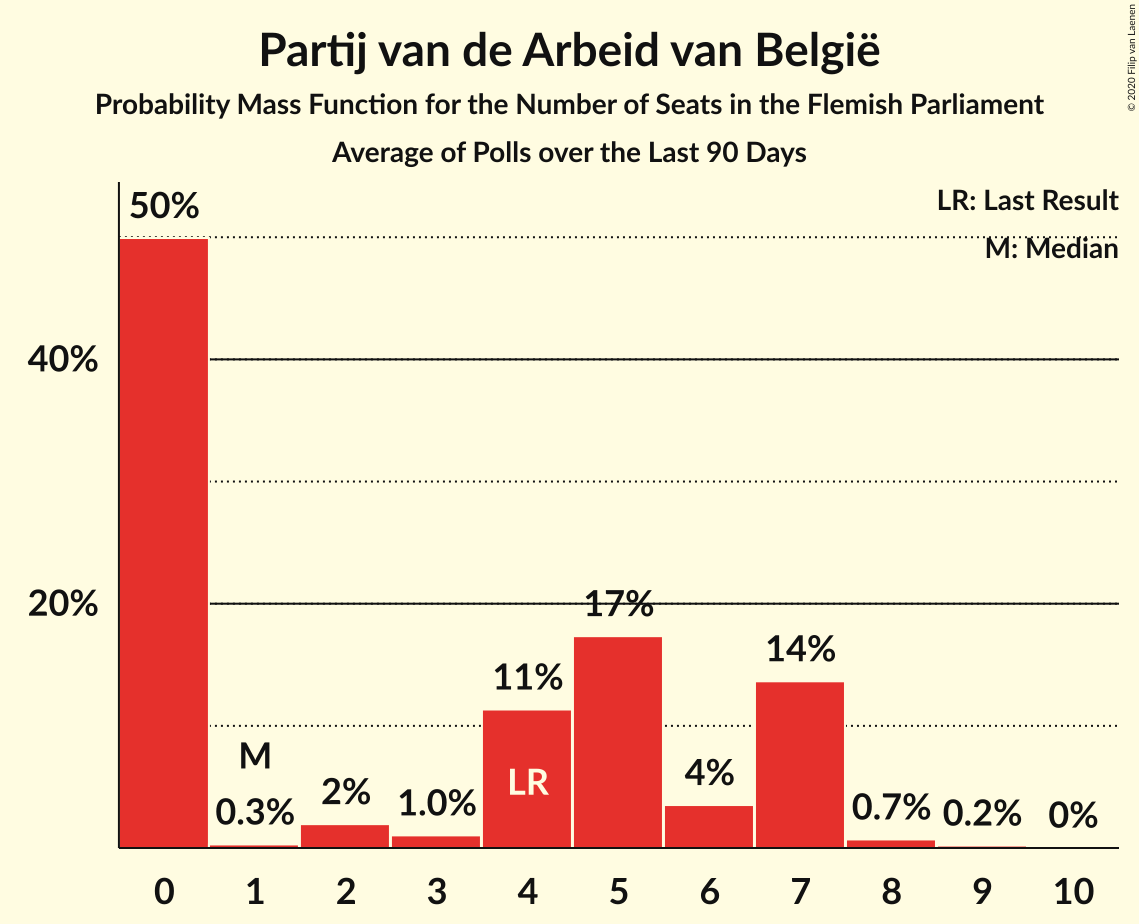 Partij van de Arbeid van België
Probability Mass Function for the Number of Seats in the Flemish Parliament
Average of Polls over the Last 90 Days
© 2020 Filip van Laenen
LR: Last Result
M: Median
50%
40%
20%
M
0.3%
2%
1.0%
11%
LR
17%
4%
14%
0.7%
0.2%
0%
0 1 2 3 4 5 6 7 8 9 10